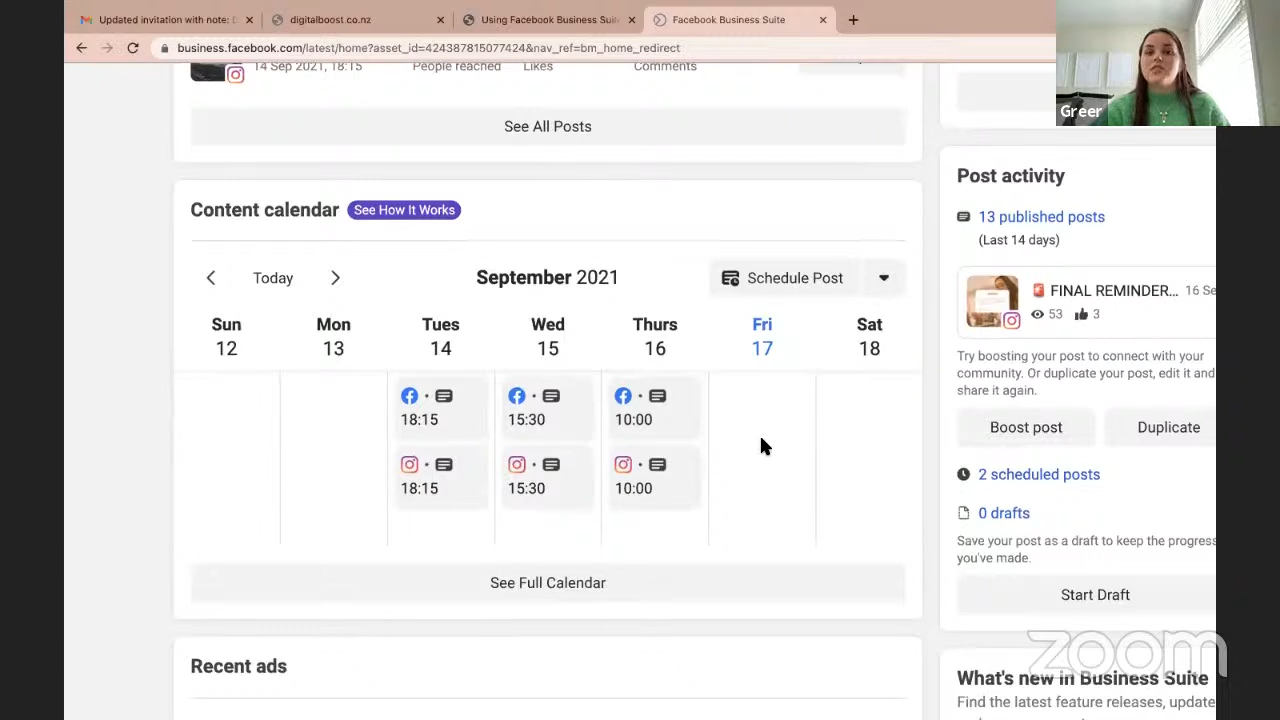 Updated invitation with note: D
digitalboost.co.nz
Using Facebook Business Suit
Facebook Business Suite
business.facebook.com/latest/home?asset_id=424387815077424&nav_ref=bm_home_redirect
Greer
14 Sep 2021, 18:15
People reached
Likes
Comments
See All Posts
Content calendar
See How It Works
Today
September 2021
Schedule Post
Sun Mon Tues Wed Thurs Fri Sat
12 13 14 15 16 17 18
18:15 15:30 10:00
18:15 15:30 10:00
See Full Calendar
Recent ads
Post activity
13 published posts
(Last 14 days)
FINAL REMINDER... 16 Se
53 3
Try boosting your post to connect with your
community. Or duplicate your post, edit it and
share it again.
Boost post
Duplicate
2 scheduled posts
0 drafts
Save your post as a draft to keep the progress
you've made.
Start Draft
zoom
What's new in Business Suite
Find the latest feature releases, update